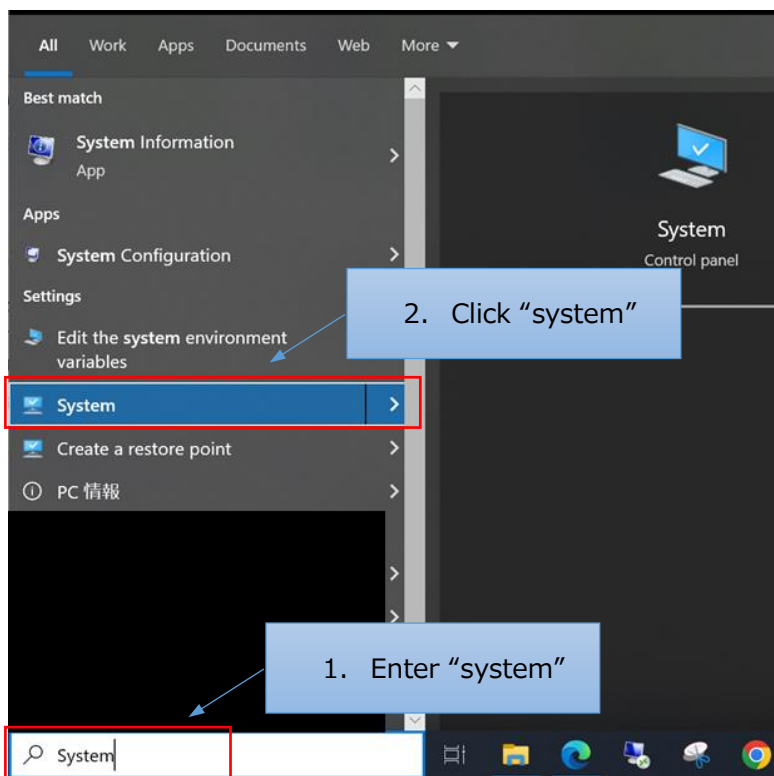 All Work Apps Documents Web More
Best match
System Information
App
Apps
System Configuration
Settings
Edit the system environment
variables
System
Create a restore point
PC 情報
System
Control panel
2. Click “system”
1. Enter “system”
System